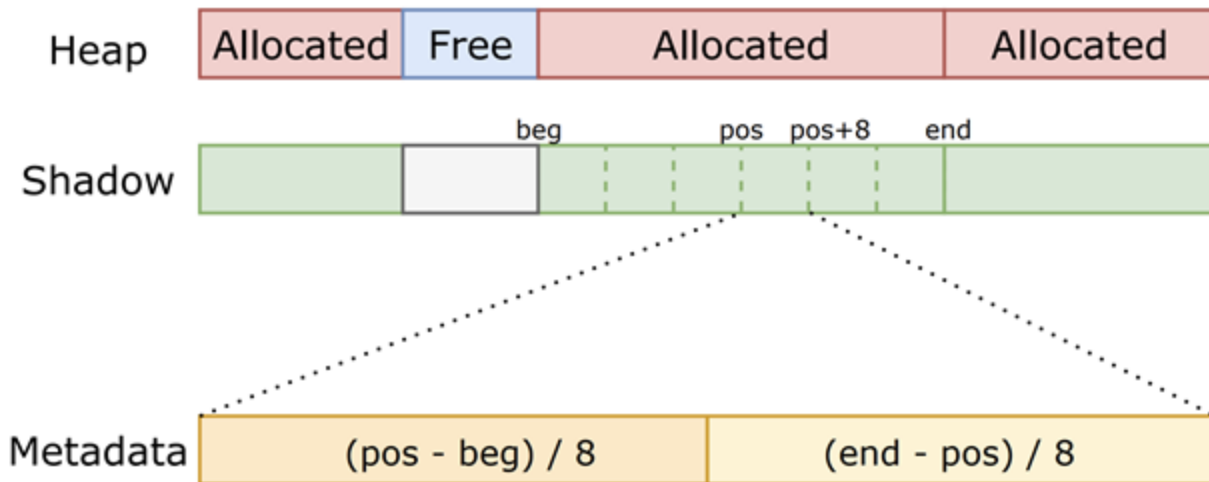 Heap Allocated Free Allocated Allocated
beg pos pos+8 end
Shadow
Metadata (pos - beg) / 8 (end - pos) / 8